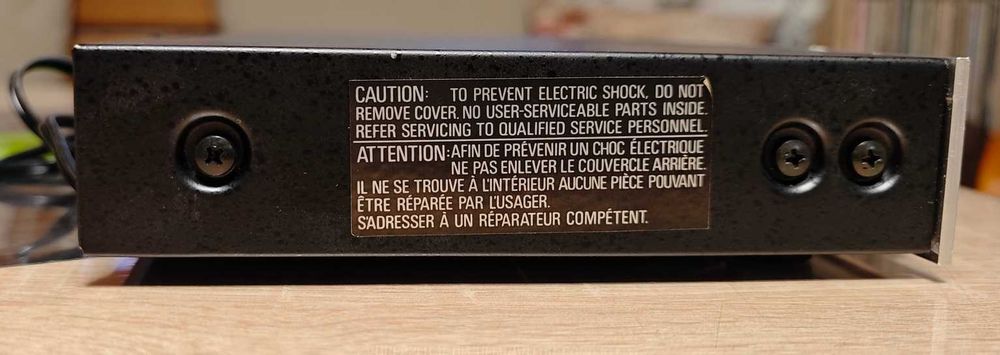 CAUTION: TO PREVENT ELECTRIC SHOCK, DO NOT
REMOVE COVER. NO USER-SERVICEABLE PARTS INSIDE.
REFER SERVICING TO QUALIFIED SERVICE PERSONNEL.
ATTENTION: AFIN DE PRÉVENIR UN CHOC ÉLECTRIQUE
NE PAS ENLEVER LE COUVERCLE ARRIÈRE.
IL NE SE TROUVE À L'INTÉRIEUR AUCUNE PIÈCE POUVANT
ÊTRE RÉPARÉE PAR L'USAGER.
S'ADRESSER À UN RÉPARATEUR COMPÉTENT.